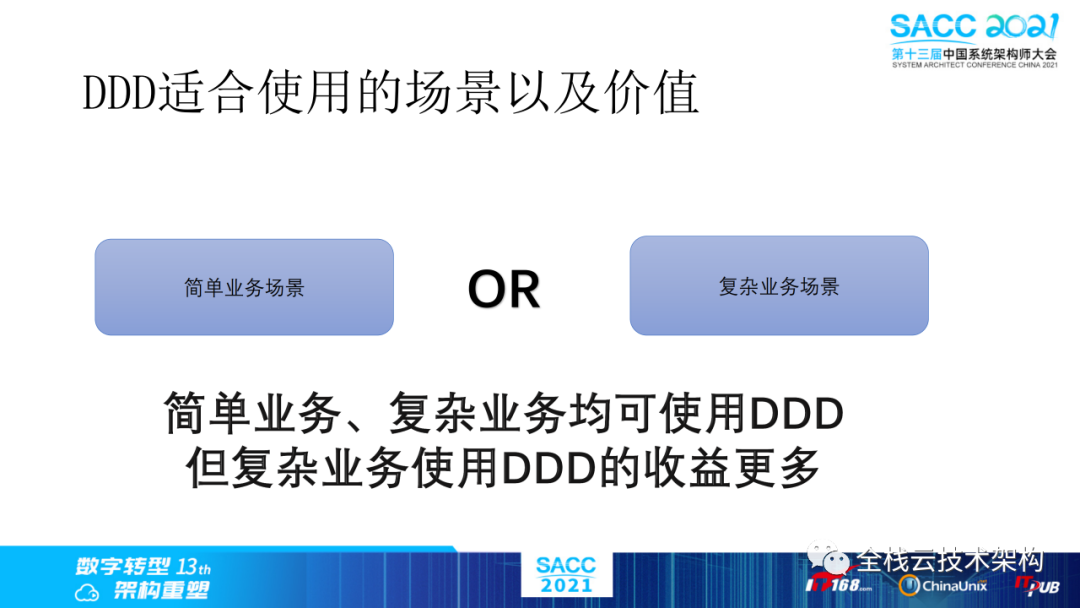 SACC 2021
第十三届中国系统架构师大会
SYSTEM ARCHITECT CONFERENCE CHINA 2021
DDD适合使用的场景以及价值
简单业务场景
OR
复杂业务场景
简单业务、复杂业务均可使用DDD
但复杂业务使用DDD的收益更多
数字转型 13th
架构重塑
SACC
2021
全栈云技术架构
IT168.com
ChinaUnix
ITPUB